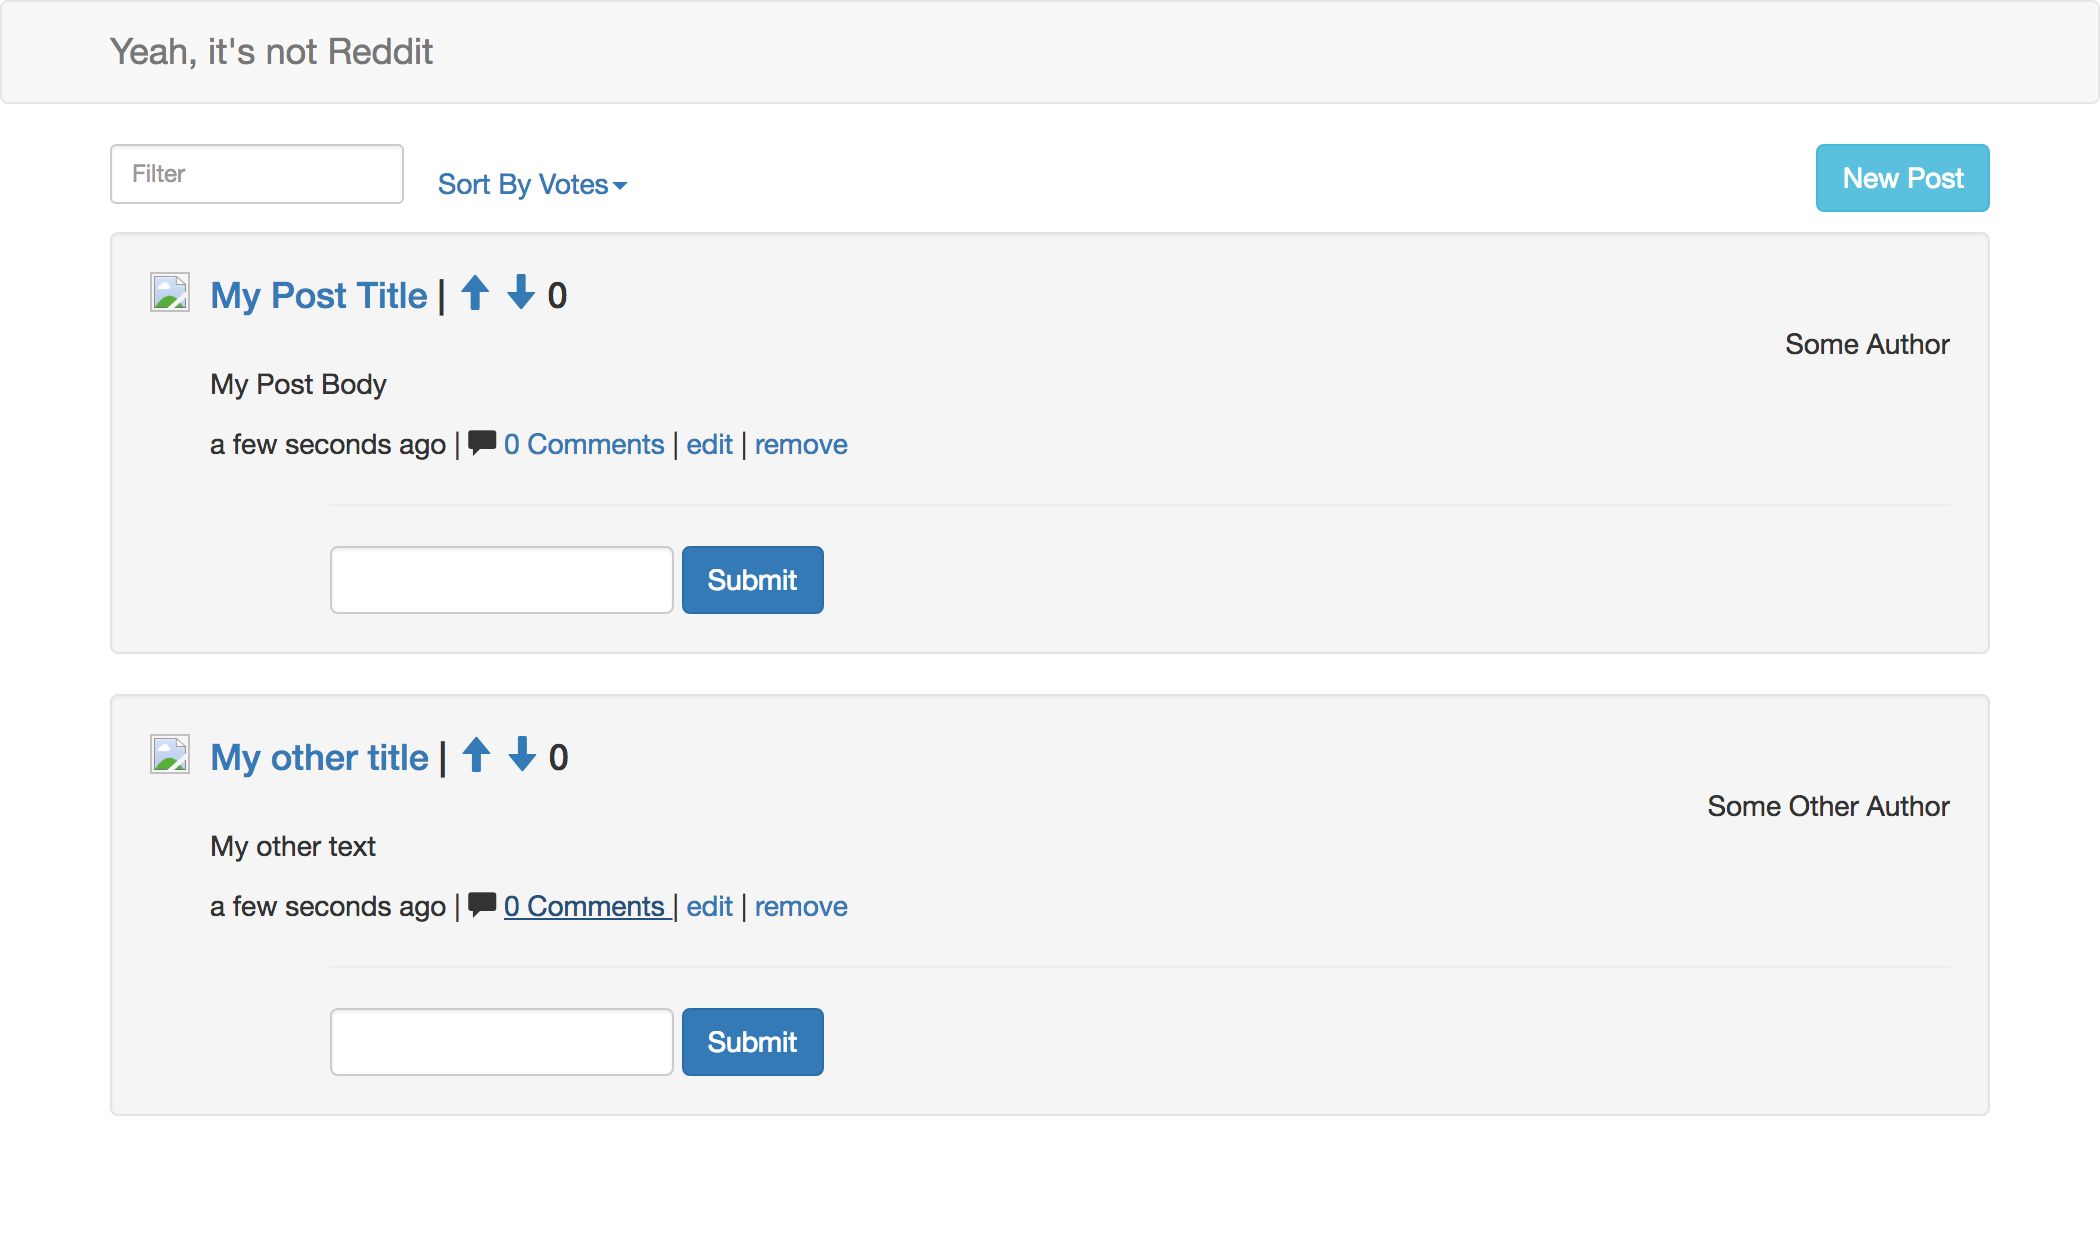 Yeah, it's not Reddit
Filter
Sort By Votes
New Post
My Post Title | 0
Some Author
My Post Body
a few seconds ago | 0 Comments | edit | remove
Submit
My other title | 0
Some Other Author
My other text
a few seconds ago | 0 Comments | edit | remove
Submit